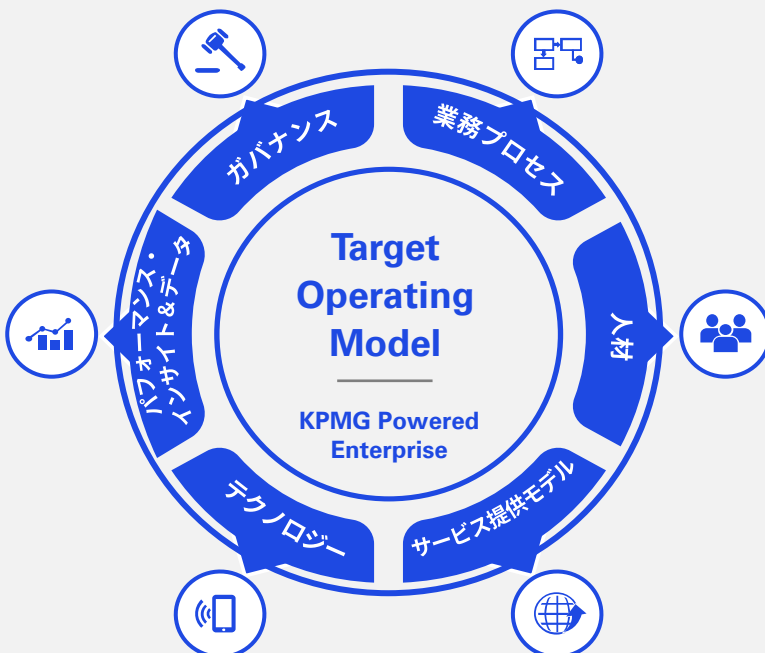 Target
Operating
Model
KPMG Powered
Enterprise
業務プロセス
人材
サービス提供モデル
テクノロジー
パフォーマンス・
インサイト&データ
ガバナンス